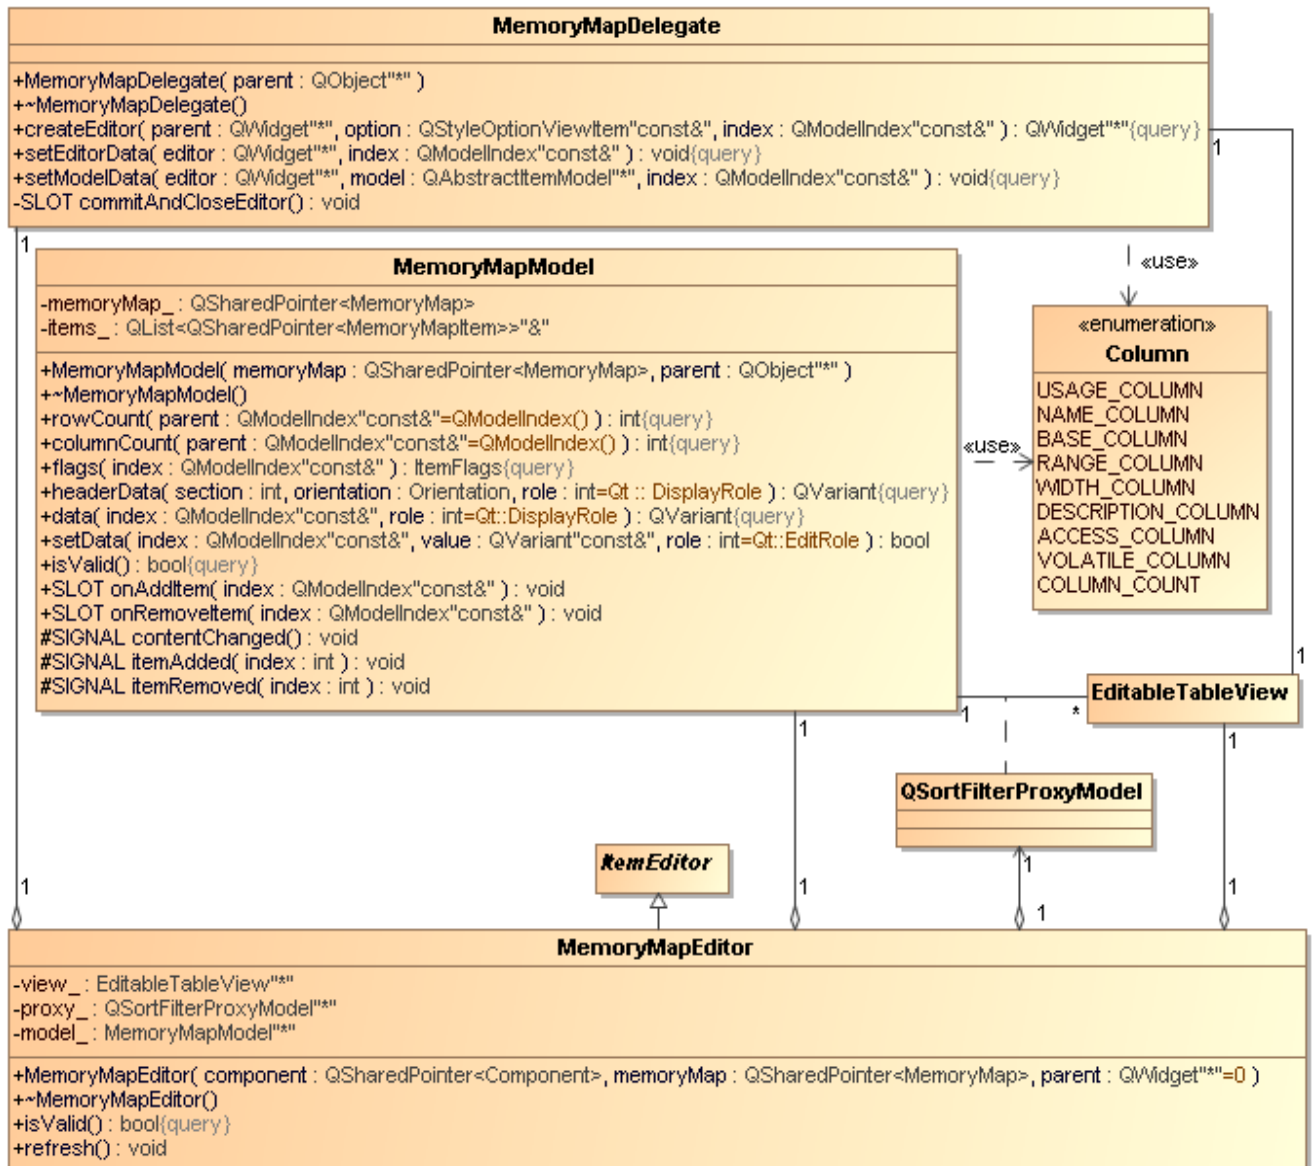 MemoryMapDelegate
+MemoryMapDelegate( parent : QObject"*" )
+~MemoryMapDelegate()
+createEditor( parent : QWidget"*", option : QStyleOptionViewItem"const&", index : QModelIndex"const&" ) : QWidget"*"{query}
+setEditorData( editor : QWidget"*", index : QModelIndex"const&" ) : void{query}
+setModelData( editor : QWidget"*", model : QAbstractItemModel"*", index : QModelIndex"const&" ) : void{query}
-SLOT commitAndCloseEditor() : void
1
1
«use»
MemoryMapModel
-memoryMap_ : QSharedPointer<MemoryMap>
-items_ : QList<QSharedPointer<MemoryMapItem>>"&"
+MemoryMapModel( memoryMap : QSharedPointer<MemoryMap>, parent : QObject"*" )
+~MemoryMapModel()
+rowCount( parent : QModelIndex"const&"=QModelIndex() ) : int{query}
+columnCount( parent : QModelIndex"const&"=QModelIndex() ) : int{query}
+flags( index : QModelIndex"const&" ) : ItemFlags{query}
+headerData( section : int, orientation : Orientation, role : int=Qt :: DisplayRole ) : QVariant{query}
+data( index : QModelIndex"const&", role : int=Qt::DisplayRole ) : QVariant{query}
+setData( index : QModelIndex"const&", value : QVariant"const&", role : int=Qt::EditRole ) : bool
+isValid() : bool{query}
+SLOT onAddItem( index : QModelIndex"const&" ) : void
+SLOT onRemoveItem( index : QModelIndex"const&" ) : void
#SIGNAL contentChanged() : void
#SIGNAL itemAdded( index : int ) : void
#SIGNAL itemRemoved( index : int ) : void
«use»
«enumeration»
Column
USAGE_COLUMN
NAME_COLUMN
BASE_COLUMN
RANGE_COLUMN
WIDTH_COLUMN
DESCRIPTION_COLUMN
ACCESS_COLUMN
VOLATILE_COLUMN
COLUMN_COUNT
1
EditableTableView
1
*
1
1
QSortFilterProxyModel
ItemEditor
1
1
1
1
1
MemoryMapEditor
-view_ : EditableTableView"*"
-proxy_ : QSortFilterProxyModel"*"
-model_ : MemoryMapModel"*"
+MemoryMapEditor( component : QSharedPointer<Component>, memoryMap : QSharedPointer<MemoryMap>, parent : QWidget"*"=0 )
+~MemoryMapEditor()
+isValid() : bool{query}
+refresh() : void